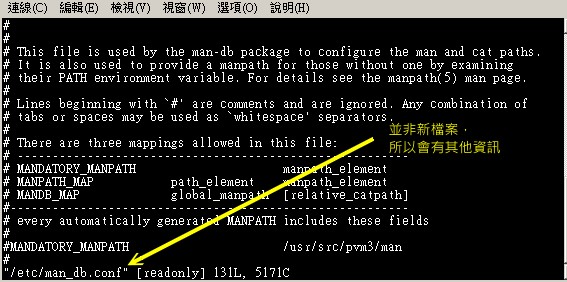 連線(C) 編輯(E) 檢視(V) 視窗(W) 選項(O) 說明(H)
#
#
# This file is used by the man-db package to configure the man and cat paths.
# It is also used to provide a manpath for those without one by examining
# their PATH environment variable. For details see the manpath(5) man page.
#
# Lines beginning with `#' are comments and are ignored. Any combination of
# tabs or spaces may be used as `whitespace' separators.
#
並非新檔案，
所以會有其他資訊
# There are three mappings allowed in this file:
# --------------------------------------------------------
# MANDATORY_MANPATH manpath_element
# MANPATH_MAP path_element manpath_element
# MANDB_MAP global_manpath [relative_catpath]
#---------------------------------------------------------
# every automatically generated MANPATH includes these fields
#
#MANDATORY_MANPATH /usr/src/pvm3/man
#
"/etc/man_db.conf" [readonly] 131L, 5171C